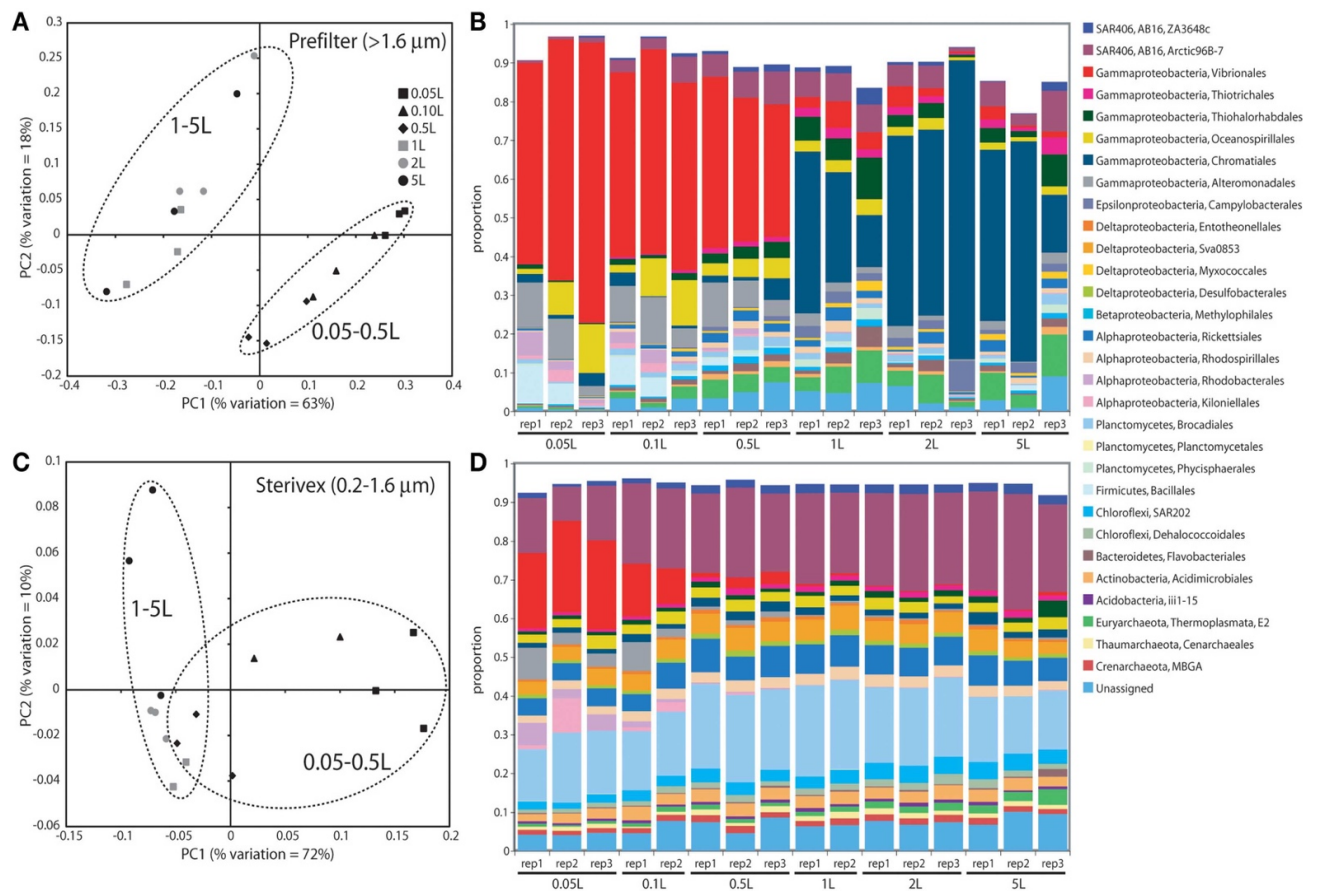 A
Prefilter (>1.6 μm)
0.3
0.2
0.15
0.1
0.05
0
-0.05
-0.1
-0.15
-0.2
PC2 (% variation = 18%)
1-5L
0.05L
0.10L
0.5L
1L
2L
5L
0.05-0.5L
-0.4 -0.3 -0.2 -0.1 0 0.1 0.2 0.3 0.4
PC1 (% variation = 63%)
B
1
0.9
0.8
0.7
0.6
0.5
0.4
0.3
0.2
0.1
0
proportion
rep1 rep2 rep3 rep1 rep2 rep3 rep1 rep2 rep3 rep1 rep2 rep3 rep1 rep2 rep3 rep1 rep2 rep3
0.05L 0.1L 0.5L 1L 2L 5L
C
Sterivex (0.2-1.6 μm)
0.1
0.08
0.06
0.04
0.02
0
-0.02
-0.04
-0.06
PC2 (% variation = 10%)
1-5L
0.05-0.5L
-0.15 -0.1 -0.05 0 0.05 0.1 0.15 0.2
PC1 (% variation = 72%)
D
1
0.9
0.8
0.7
0.6
0.5
0.4
0.3
0.2
0.1
0
proportion
rep1 rep2 rep3 rep1 rep2 rep1 rep2 rep3 rep1 rep2 rep1 rep2 rep3 rep1 rep2 rep3
0.05L 0.1L 0.5L 1L 2L 5L
SAR406, AB16, ZA3648c
SAR406, AB16, Arctic96B-7
Gammaproteobacteria, Vibrionales
Gammaproteobacteria, Thiotrichales
Gammaproteobacteria, Thiohalorhabdales
Gammaproteobacteria, Oceanospirillales
Gammaproteobacteria, Chromatiales
Gammaproteobacteria, Alteromonadales
Epsilonproteobacteria, Campylobacterales
Deltaproteobacteria, Entotheonellales
Deltaproteobacteria, Sva0853
Deltaproteobacteria, Myxococcales
Deltaproteobacteria, Desulfobacterales
Betaproteobacteria, Methylophilales
Alphaproteobacteria, Rickettsiales
Alphaproteobacteria, Rhodospirillales
Alphaproteobacteria, Rhodobacterales
Alphaproteobacteria, Kiloniellales
Planctomycetes, Brocadiales
Planctomycetes, Planctomycetales
Planctomycetes, Phycisphaerales
Firmicutes, Bacillales
Chloroflexi, SAR202
Chloroflexi, Dehalococcoidales
Bacteroidetes, Flavobacteriales
Actinobacteria, Acidimicrobiales
Acidobacteria, iii1-15
Euryarchaeota, Thermoplasmata, E2
Thaumarchaeota, Cenarchaeales
Crenarchaeota, MBGA
Unassigned